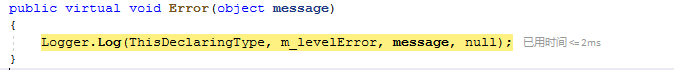 public virtual void Error(object message)
{
Logger.Log(ThisDeclaringType, m_levelError, message, null); 已用时间<=2ms
}